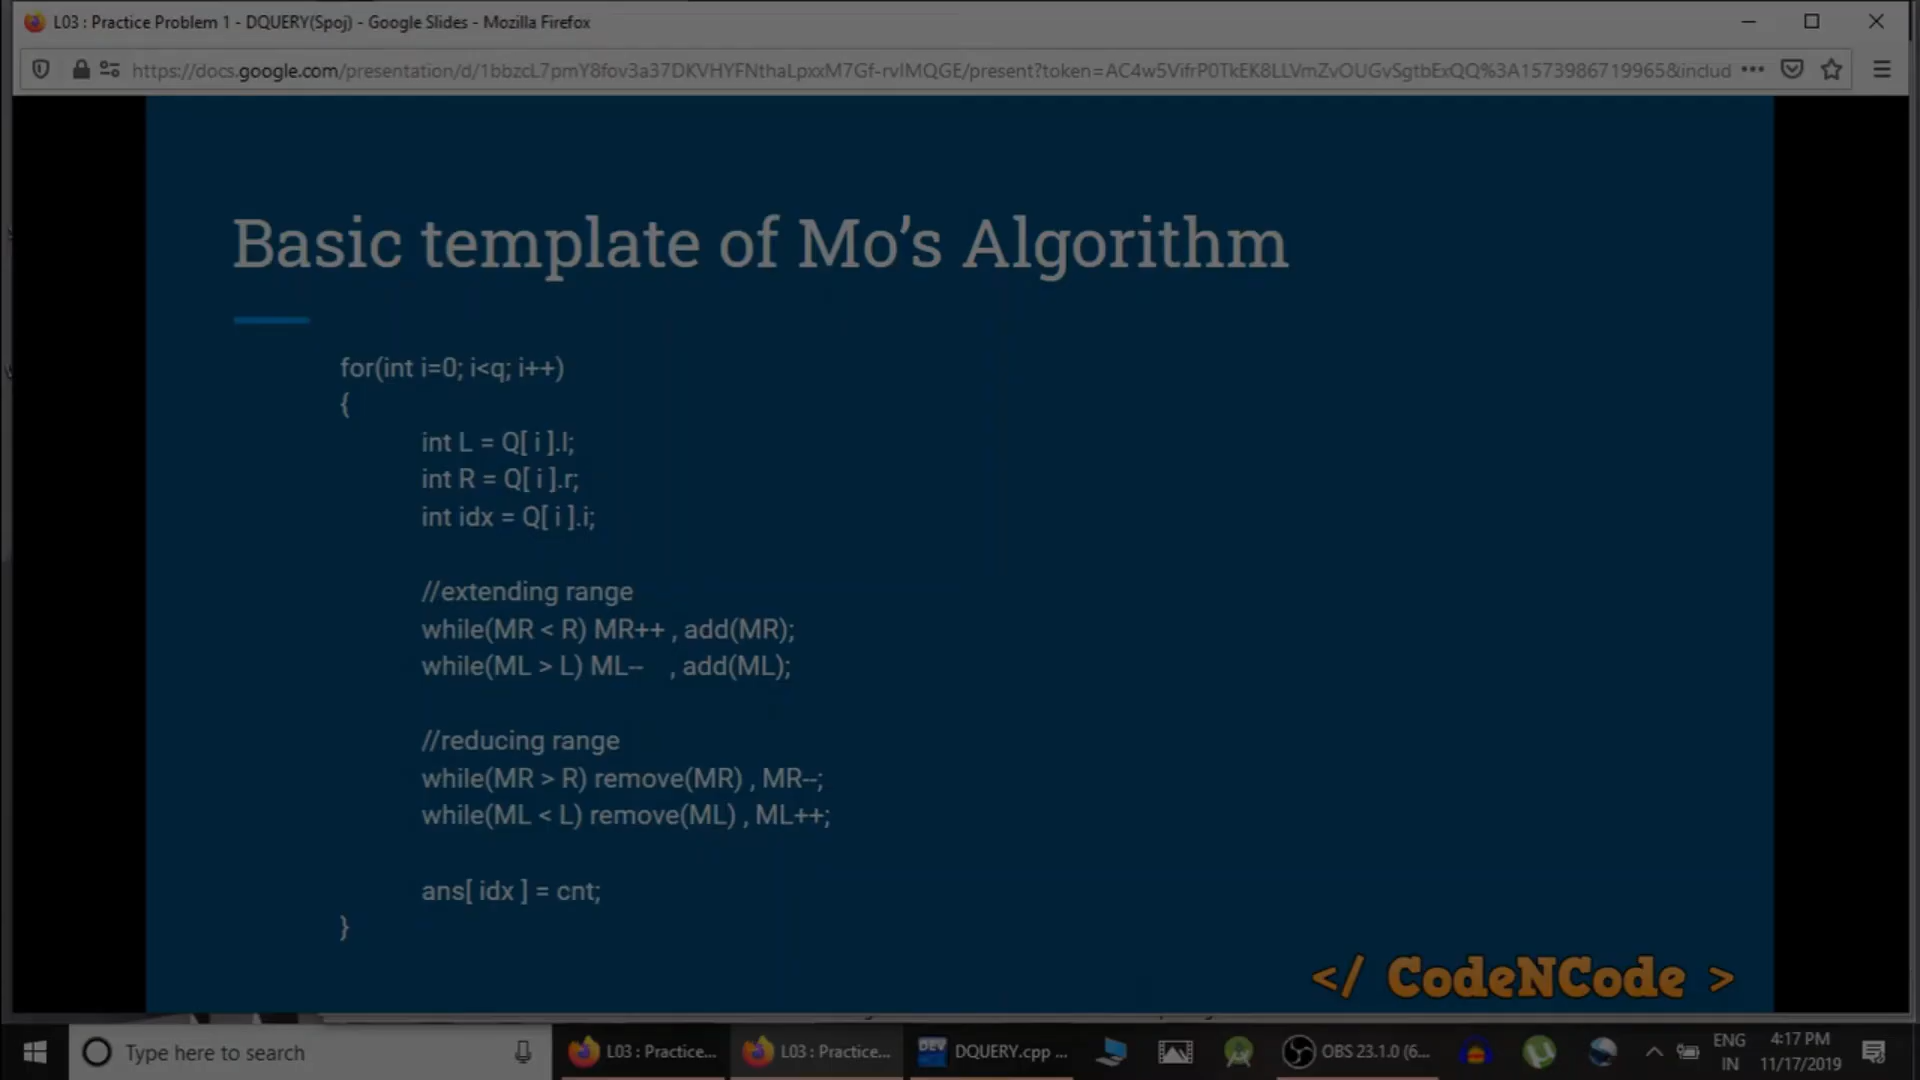 L03 : Practice Problem 1 - DQUERY(Spoj) - Google Slides - Mozilla Firefox
https://docs.google.com/presentation/d/1bbzcL7pmY8fov3a37DKVHYFNthaLpxxM7Gf-rvlMQGE/present?token=AC4w5VifrP0TkEK8LLVmZvOUGvSgtbExQQ%3A1573986719965&includ
Basic template of Mo’s Algorithm
for(int i=0; i<q; i++)
{
int L = Q[ i ].l;
int R = Q[ i ].r;
int idx = Q[ i ].i;
//extending range
while(MR < R) MR++ , add(MR);
while(ML > L) ML-- , add(ML);
//reducing range
while(MR > R) remove(MR) , MR--;
while(ML < L) remove(ML) , ML++;
ans[ idx ] = cnt;
}
</ CodeNCode >
Type here to search
L03 : Practice...
L03 : Practice...
DEV
DQUERY.cpp ...
OBS 23.1.0 (6...
ENG
IN
4:17 PM
11/17/2019